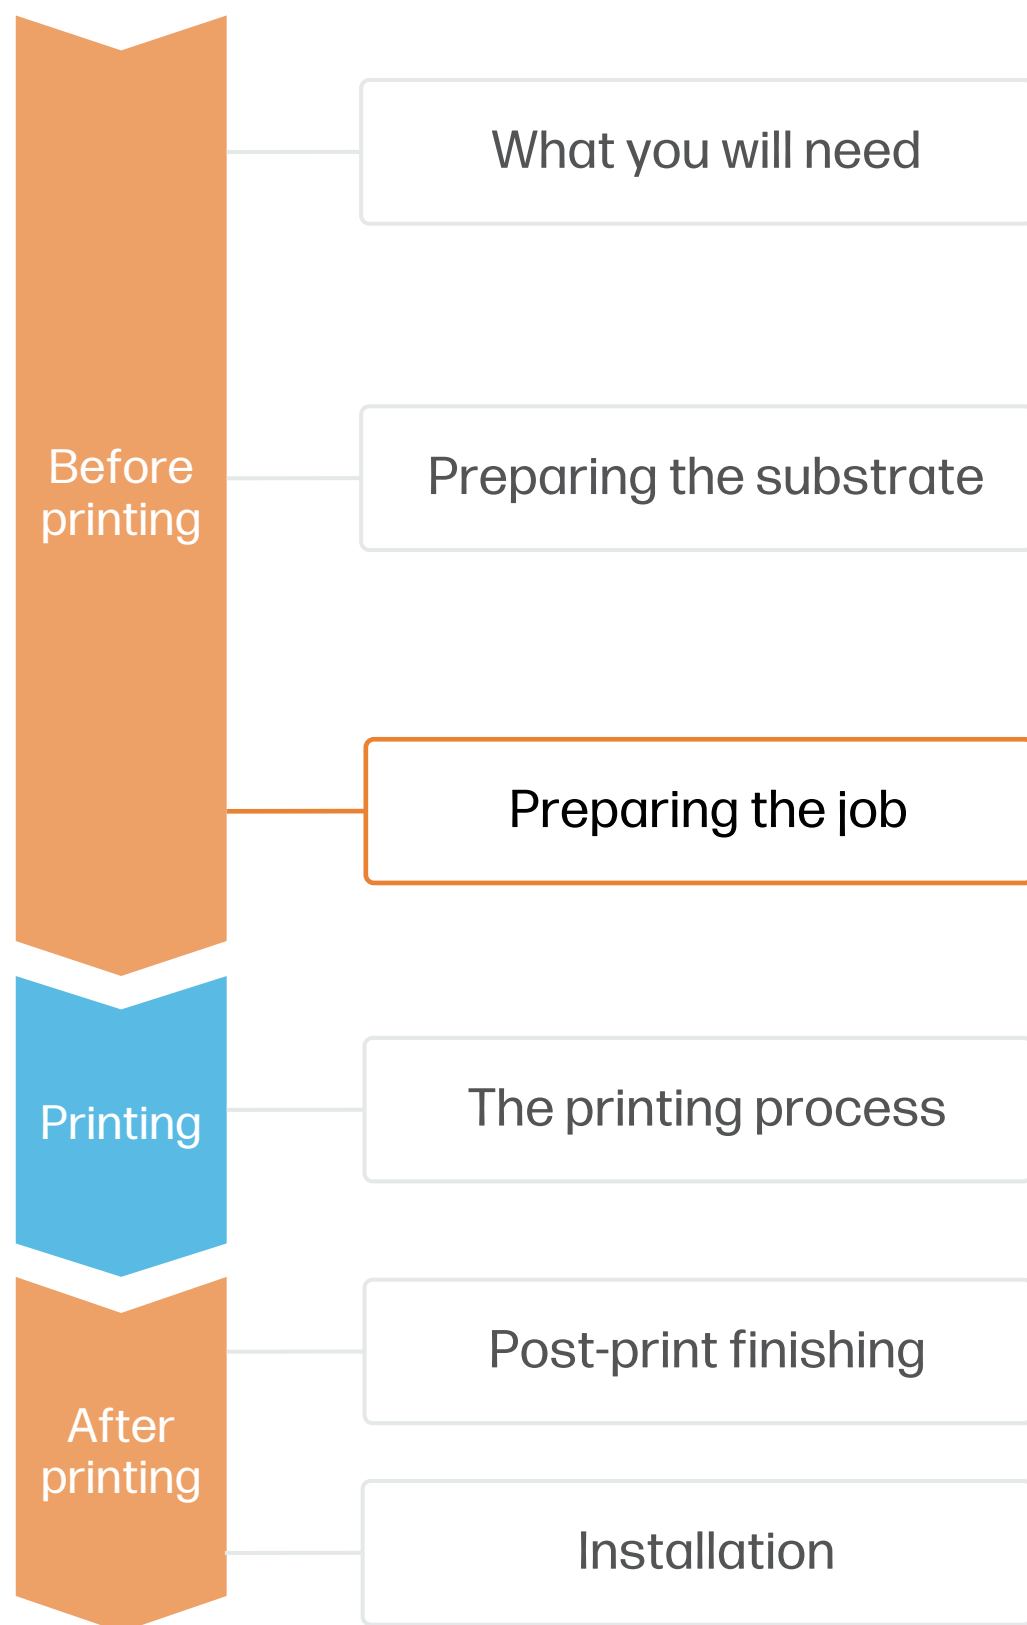 What you will need
Before
printing
Preparing the substrate
Preparing the job
Printing
The printing process
After
printing
Post-print finishing
Installation